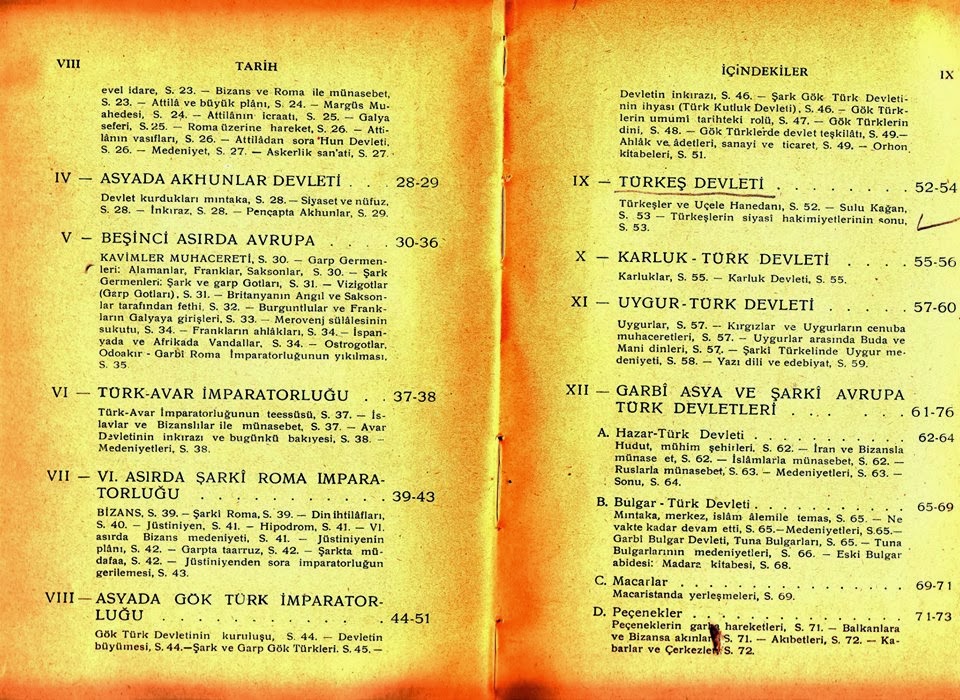 VIII
TARİH
evel idare, S. 23. — Bizans ve Roma ile münasebet,
S. 23. — Attilâ ve büyük plânı, S. 24. — Margüs Mu-
ahedesi, S. 24. — Attilânın icraatı, S. 25. — Galya
seferi, S. 25. — Roma üzerine hareket, S. 26. — Atti-
lânın vasıfları, S. 26. — Attilâdan sora Hun Devleti,
S. 26. — Medeniyet, S. 27. — Askerlik san'ati, S. 27.
IV — ASYADA AKHUNLAR DEVLETİ . . . 28-29
Devlet kurdukları mıntaka, S. 28. — Siyaset ve nüfuz,
S. 28. — İnkıraz, S. 28. — Pençapta Akhunlar, S. 29.
V — BEŞİNCİ ASIRDA AVRUPA . . . . 30-36
KAVİMLER MUHACERETİ, S. 30. — Garp Germen-
leri: Alamanlar, Franklar, Saksonlar, S. 30. — Şark
Germenleri: Şark ve garp Gotları, S. 31. — Vizigotlar
(Garp Gotları), S. 31. — Britanyanın Angıl ve Sakson-
lar tarafından fethi, S. 32. — Burguntlular ve Frank-
ların Galyaya girişleri, S. 33. — Merovenj sülâlesinin
sukutu, S. 34. — Frankların ahlâkları, S. 34. — İspan-
yada ve Afrikada Vandallar, S. 34. — Ostrogotlar,
Odoakır - Garbî Roma İmparatorluğunun yıkılması,
S. 35.
VI — TÜRK-AVAR İMPARATORLUĞU . . 37-38
Türk-Avar İmparatorluğunun teessüsü, S. 37. — İs-
lavlar ve Bizanslılar ile münasebet, S. 37. — Avar
Davletinin inkırazı ve bugünkü bakıyesi, S. 38. —
Medeniyetleri, S. 38.
VII — VI. ASIRDA ŞARKÎ ROMA IMPARA-
TORLUĞU . . . . . . . . . . 39-43
BİZANS, S. 39. — Şarkî Roma, S. 39. — Din ihtilâfları,
S. 40. — Jüstiniyen, S. 41. — Hipodrom, S. 41. — VI.
asırda Bizans medeniyeti, S. 41. — Jüstiniyenin
plânı, S. 42. — Garpta taarruz, S. 42. — Şarkta mü-
dafaa, S. 42. — Jüstiniyenden sora imparatorluğun
gerilemesi, S. 43.
VIII — ASYADA GÖK TÜRK İMPARATOR-
LUĞU . . . . . . . . . . . . 44-51
Gök Türk Devletinin kuruluşu, S. 44. — Devletin
büyümesi, S. 44.—Şark ve Garp Gök Türkleri. S. 45.—
İÇİNDEKİLER
IX
Devletin inkırazı, S. 46. — Şark Gök Türk Devleti-
nin ihyası (Türk Kutluk Devleti), S. 46. — Gök Türk-
lerin umumî tarihteki rolü, S. 47. — Gök Türklerin
dini, S. 48. — Gök Türklerde devlet teşkilâtı, S. 49.—
Ahlâk ve âdetleri, sanayi ve ticaret, S. 49. — Orhon
kitabeleri, S. 51.
IX — TÜRKEŞ DEVLETİ . . . . . . . . 52-54
Türkeşler ve Uçele Hanedanı, S. 52. — Sulu Kağan,
S. 53 — Türkeşlerin siyasî hakimiyetlerinin sonu,
S. 53.
X — KARLUK - TÜRK DEVLETİ . . . . 55-56
Karluklar, S. 55. — Karluk Devleti, S. 55.
XI — UYGUR-TÜRK DEVLETİ . . . . . 57-60
Uygurlar, S. 57. — Kırgızlar ve Uygurların cenuba
muhaceretleri, S. 57. — Uygurlar arasında Buda ve
Mani dinleri, S. 57. — Şarkî Türkelinde Uygur me-
deniyeti, S. 58. — Yazı dili ve edebiyat, S. 59.
XII — GARBÎ ASYA VE ŞARKÎ AVRUPA
TÜRK DEVLETLERİ . . . . . . 61-76
A. Hazar-Türk Devleti . . . . . . . . . . 62-64
Hudut, mühim şehirleri. S. 62. — İran ve Bizansla
münase et, S. 62. — İslâmlarla münasebet, S. 62. —
Ruslarla münasebet, S. 63. — Medeniyetleri, S. 63. —
Sonu, S. 64.
B. Bulgar - Türk Devleti . . . . . . . . . 65-69
Mıntaka, merkez, islâm âlemile temas, S. 65. — Ne
vakte kadar devam etti, S. 65.—Medeniyetleri, S.65.—
Garbî Bulgar Devleti, Tuna Bulgarları, S. 65. — Tuna
Bulgarlarının medeniyetleri, S. 66. — Eski Bulgar
abidesi: Madara kitabesi, S. 68.
C. Macarlar . . . . . . . . . . . . . 69-71
Macaristanda yerleşmeleri, S. 69.
D. Peçenekler . . . . . . . . . . . . 71-73
Peçeneklerin garba hareketleri, S. 71. — Balkanlara
ve Bizansa akınları S. 71. — Akıbetleri, S. 72. — Ka-
barlar ve Çerkezler, S. 72.